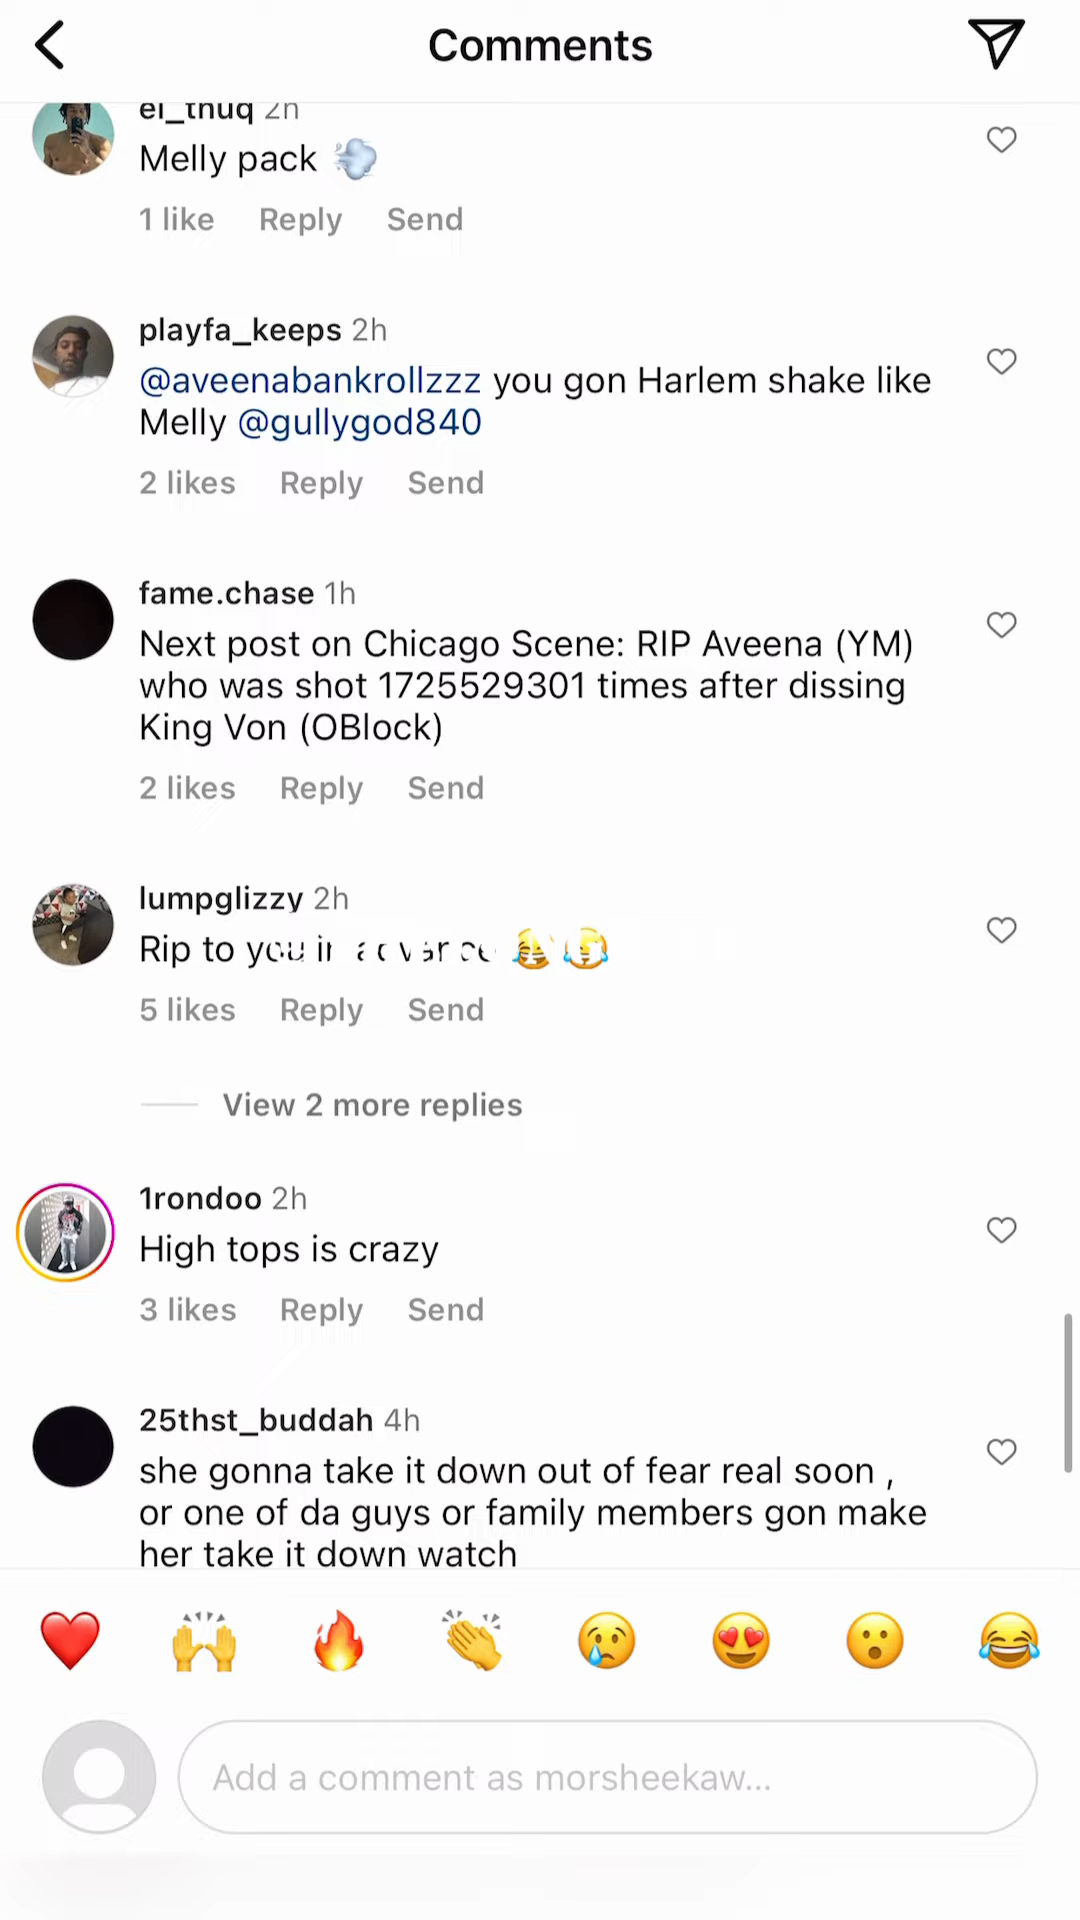 Comments
el_thuq 2h
Melly pack 💨
1 like Reply Send
playfa_keeps 2h
@aveenabankrollzzz you gon Harlem shake like
Melly @gullygod840
2 likes Reply Send
fame.chase 1h
Next post on Chicago Scene: RIP Aveena (YM)
who was shot 1725529301 times after dissing
King Von (OBlock)
2 likes Reply Send
lumpglizzy 2h
Rip to you in advance 😂😂
5 likes Reply Send
View 2 more replies
1rondoo 2h
High tops is crazy
3 likes Reply Send
25thst_buddah 4h
she gonna take it down out of fear real soon ,
or one of da guys or family members gon make
her take it down watch
Add a comment as morsheekaw...